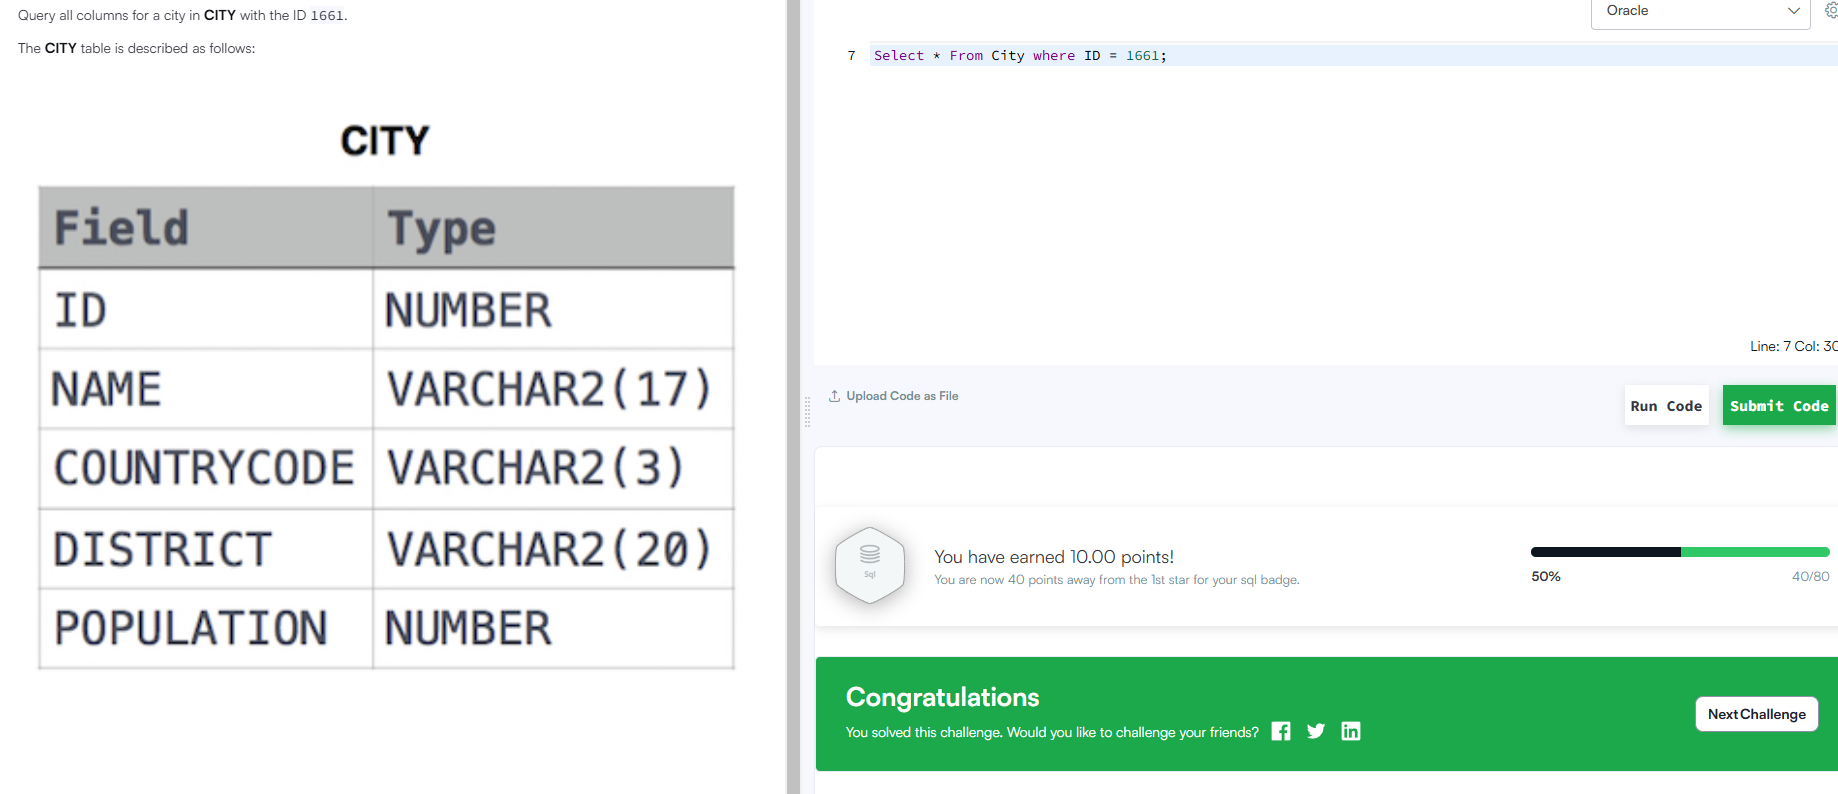 Query all columns for a city in CITY with the ID 1661.
The CITY table is described as follows:
CITY
Field Type
ID NUMBER
NAME VARCHAR2(17)
COUNTRYCODE VARCHAR2(3)
DISTRICT VARCHAR2(20)
POPULATION NUMBER
Oracle
7 Select * From City where ID = 1661;
Line: 7 Col: 30
Upload Code as File
Run Code
Submit Code
Sql
You have earned 10.00 points!
You are now 40 points away from the 1st star for your sql badge.
50%
40/80
Congratulations
You solved this challenge. Would you like to challenge your friends?
Next Challenge